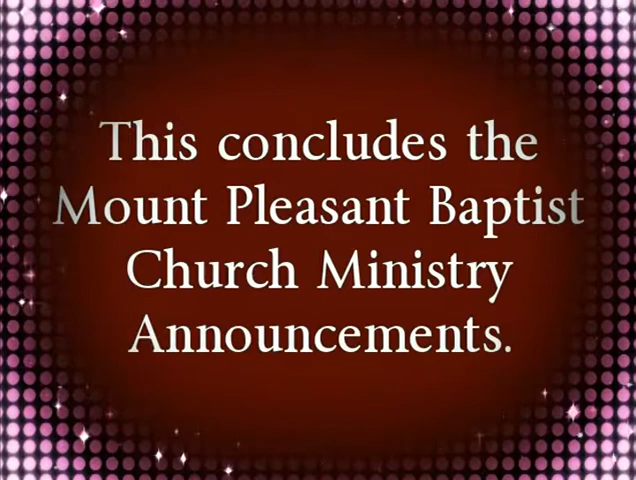 This concludes the
Mount Pleasant Baptist
Church Ministry
Announcements.